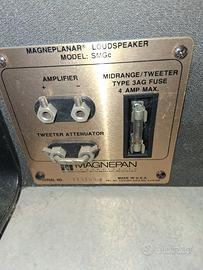 MAGNEPLANAR® LOUDSPEAKER
MODEL: SMGc
AMPLIFIER
+ −
MIDRANGE/TWEETER
TYPE 3AG FUSE
4 AMP MAX.
TWEETER ATTENUATOR
MAGNEPAN
SERIAL NO.
MADE IN U.S.A.